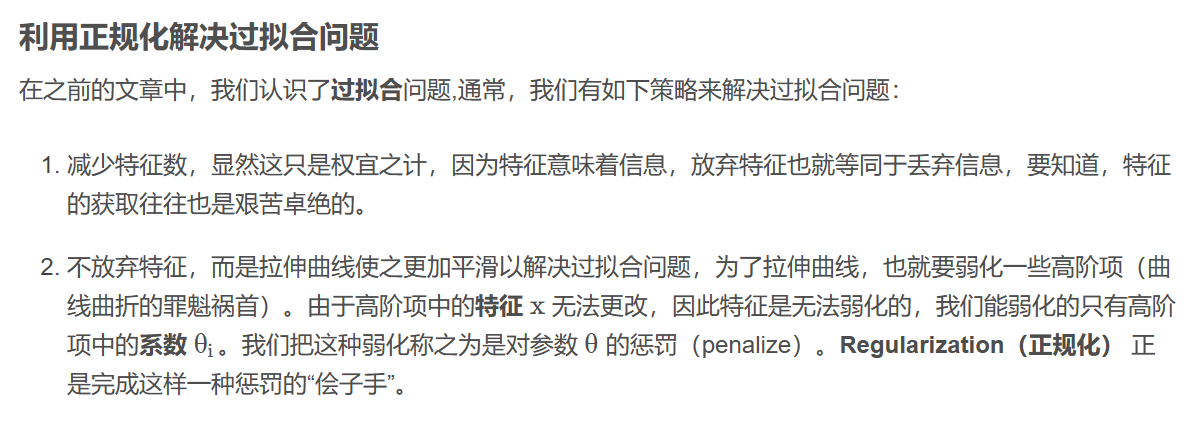 利用正规化解决过拟合问题
在之前的文章中，我们认识了过拟合问题,通常，我们有如下策略来解决过拟合问题：
1. 减少特征数，显然这只是权宜之计，因为特征意味着信息，放弃特征也就等同于丢弃信息，要知道，特征
的获取往往也是艰苦卓绝的。
2. 不放弃特征，而是拉伸曲线使之更加平滑以解决过拟合问题，为了拉伸曲线，也就要弱化一些高阶项（曲
线曲折的罪魁祸首）。由于高阶项中的特征 x 无法更改，因此特征是无法弱化的，我们能弱化的只有高阶
项中的系数 θi 。我们把这种弱化称之为是对参数 θ 的惩罚（penalize）。Regularization（正规化） 正
是完成这样一种惩罚的“侩子手”。